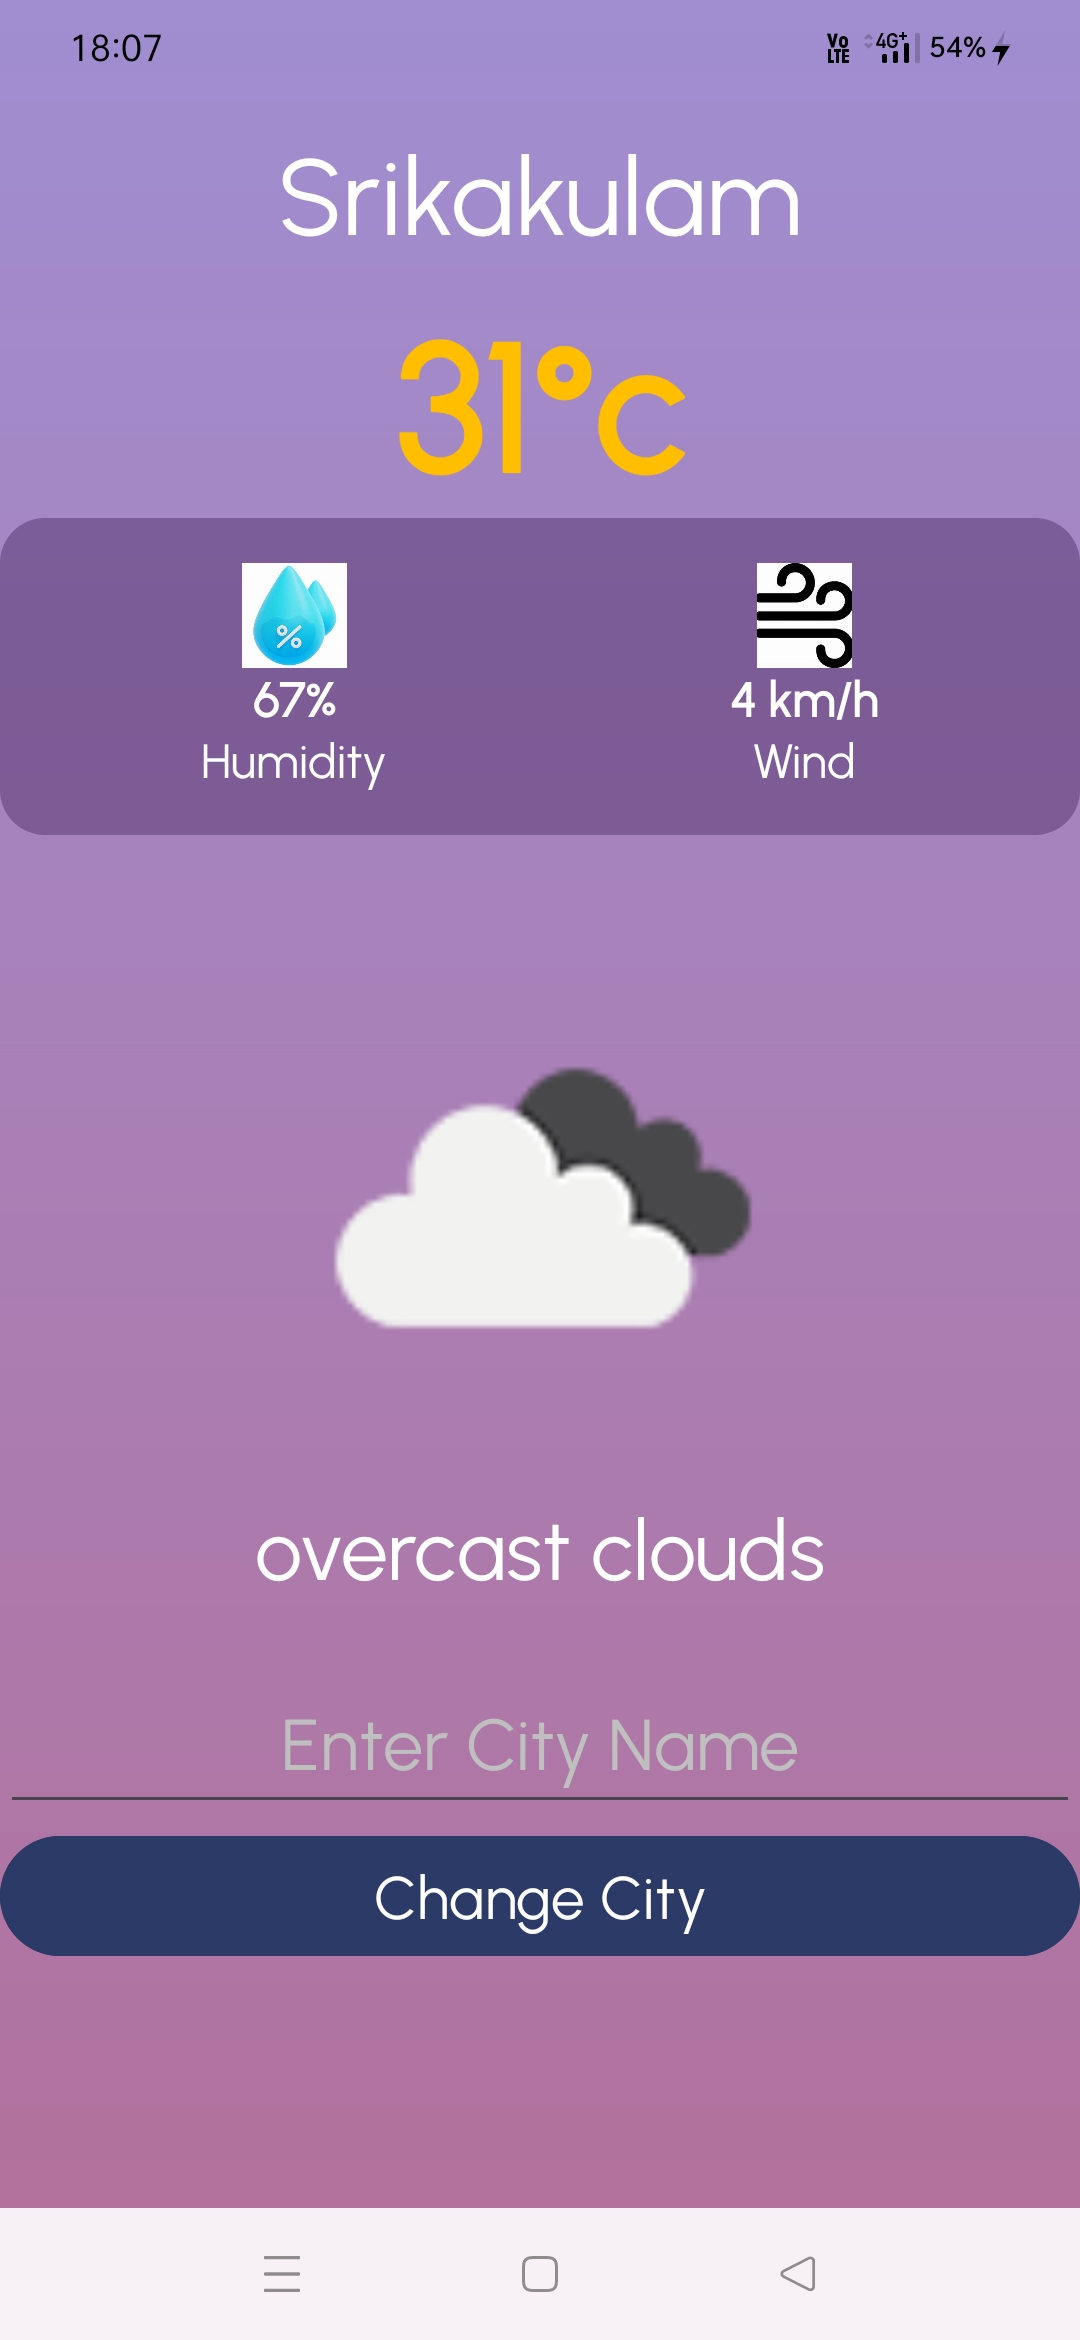 18:07 Vo LTE 4G+ 54%
Srikakulam
31°c
%
67% 4 km/h
Humidity Wind
overcast clouds
Enter City Name
Change City